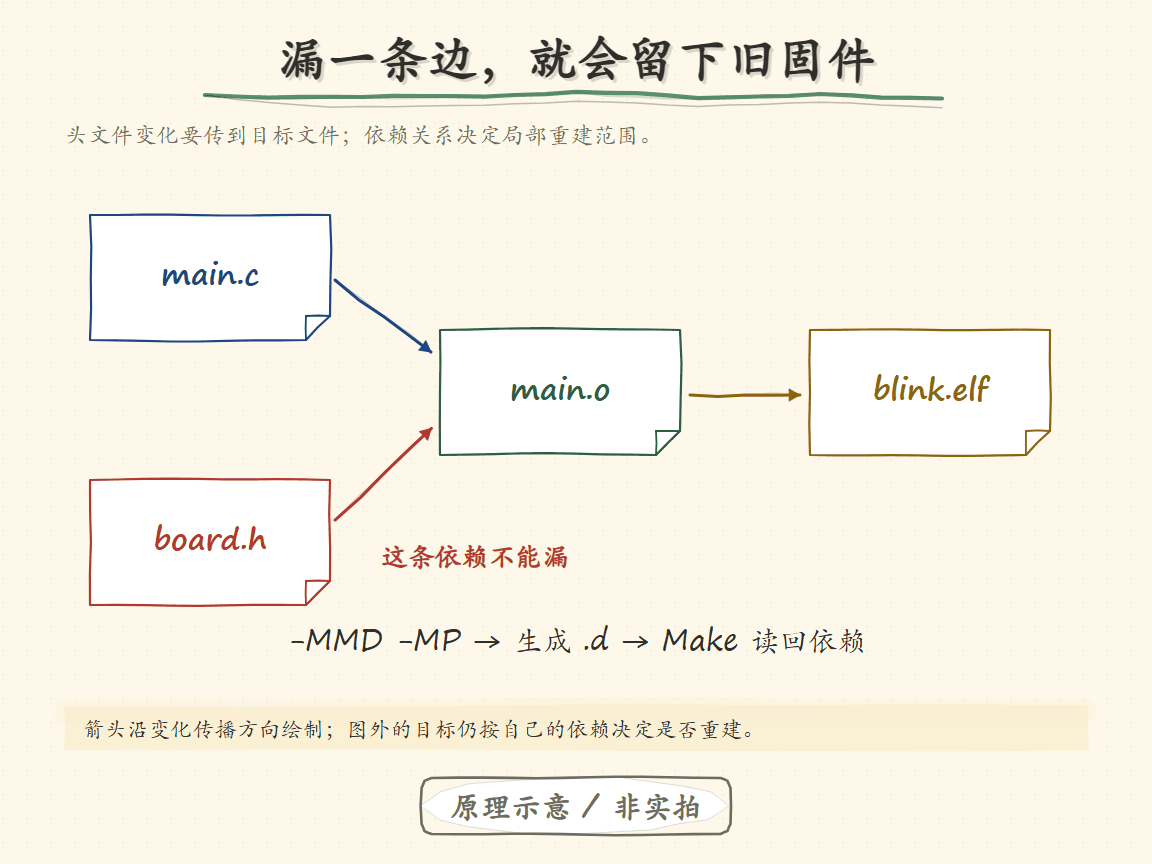 漏一条边，就会留下旧固件
头文件变化要传到目标文件；依赖关系决定局部重建范围。
main.c
main.o
blink.elf
board.h
这条依赖不能漏
-MMD -MP → 生成 .d → Make 读回依赖
箭头沿变化传播方向绘制；图外的目标仍按自己的依赖决定是否重建。
原理示意 / 非实拍